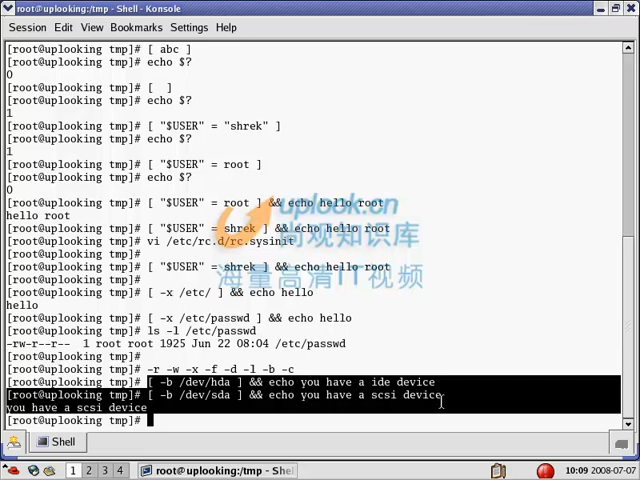 root@uplooking:/tmp - Shell - Konsole
Session Edit View Bookmarks Settings Help
[root@uplooking tmp]# [ abc ]
[root@uplooking tmp]# echo $?
0
[root@uplooking tmp]# [  ]
[root@uplooking tmp]# echo $?
1
[root@uplooking tmp]# [ "$USER" = "shrek" ]
[root@uplooking tmp]# echo $?
1
[root@uplooking tmp]# [ "$USER" = root ]
[root@uplooking tmp]# echo $?
0
[root@uplooking tmp]# [ "$USER" = root ] && echo hello root
hello root
[root@uplooking tmp]# [ "$USER" = shrek ] && echo hello root
[root@uplooking tmp]# vi /etc/rc.d/rc.sysinit
[root@uplooking tmp]#
[root@uplooking tmp]# [ "$USER" = shrek ] && echo hello root
[root@uplooking tmp]#
[root@uplooking tmp]# [ -x /etc/ ] && echo hello
hello
[root@uplooking tmp]# [ -x /etc/passwd ] && echo hello
[root@uplooking tmp]# ls -l /etc/passwd
-rw-r--r-- 1 root root 1925 Jun 22 08:04 /etc/passwd
[root@uplooking tmp]#
[root@uplooking tmp]# -r -w -x -f -d -l -b -c
[root@uplooking tmp]# [ -b /dev/hda ] && echo you have a ide device
[root@uplooking tmp]# [ -b /dev/sda ] && echo you have a scsi device
you have a scsi device
[root@uplooking tmp]#
uplook.cn
尚观知识库
海量高清IT视频
Shell
1 2 3 4
root@uplooking:/tmp - Shell
10:09 2008-07-07